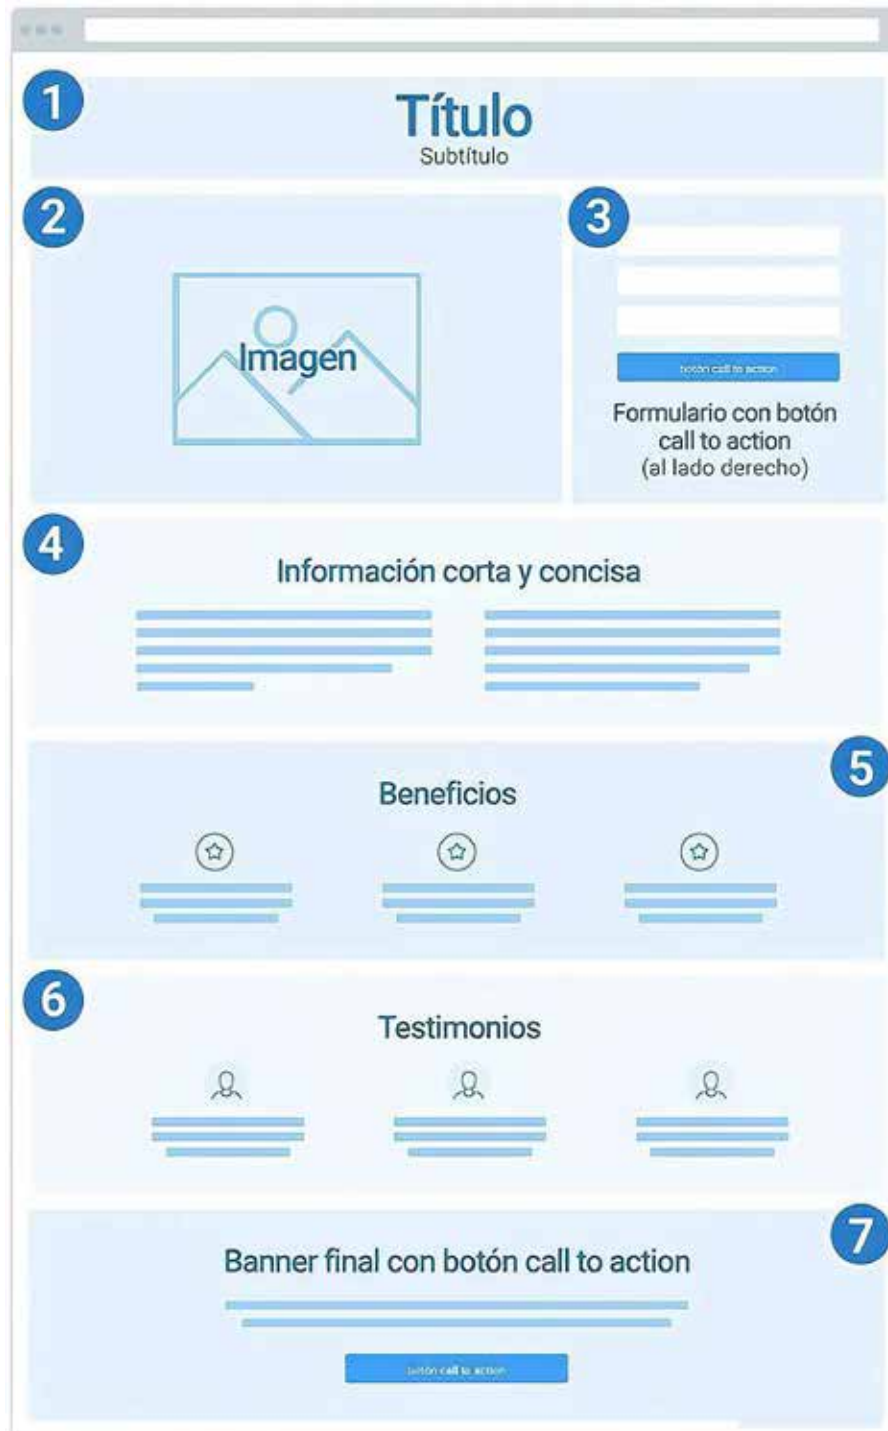 1
Título
Subtítulo
2
Imagen
3
botón call to action
Formulario con botón
call to action
(al lado derecho)
4
Información corta y concisa
5
Beneficios
6
Testimonios
7
Banner final con botón call to action
botón call to action